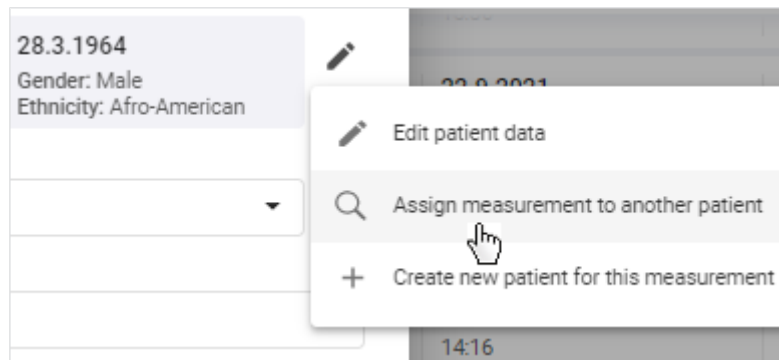 28.3.1964
Gender: Male
Ethnicity: Afro-American
Edit patient data
Assign measurement to another patient
Create new patient for this measurement
14:16